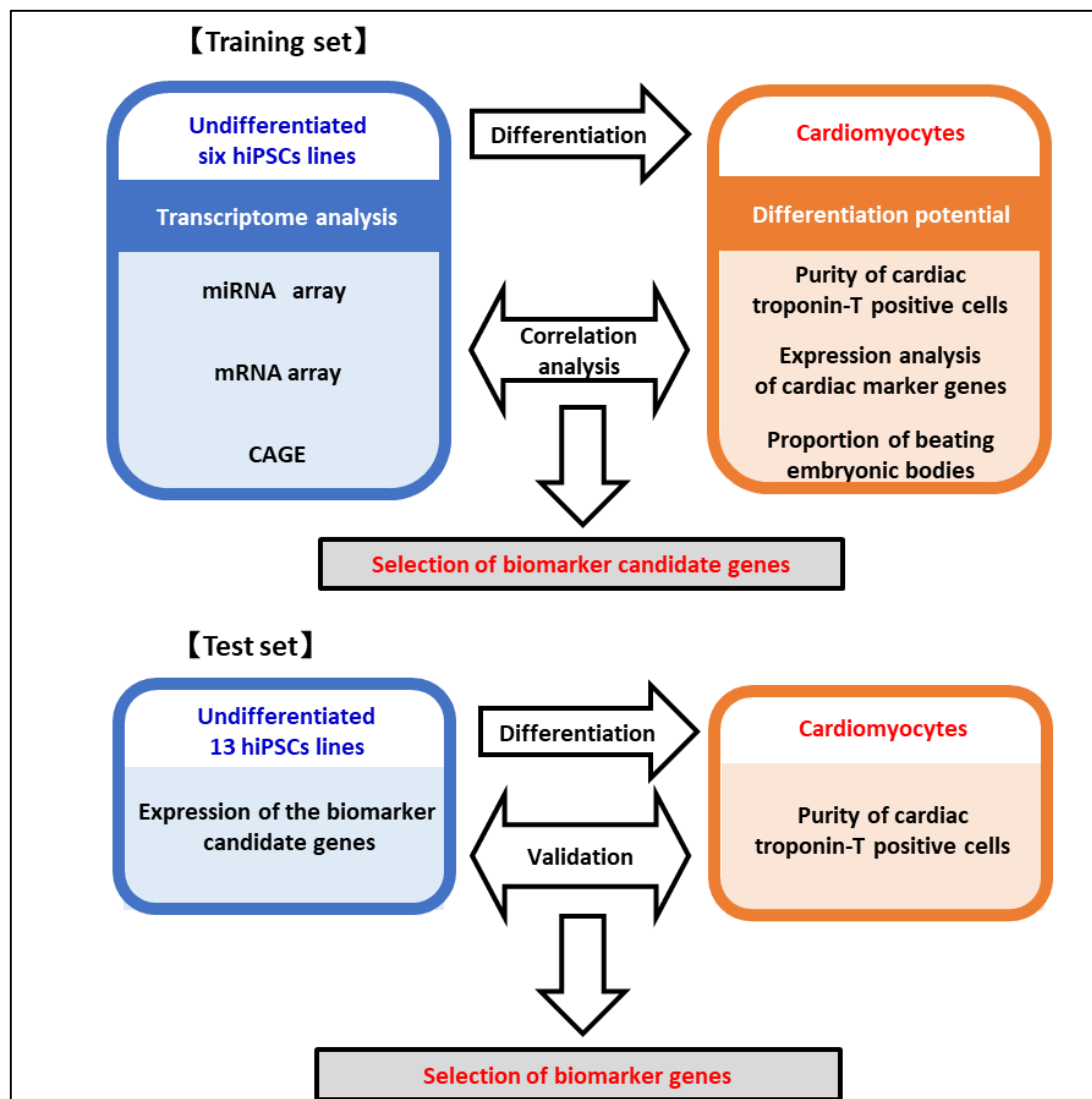 【Training set】
Undifferentiated
six hiPSCs lines
Differentiation
Cardiomyocytes
Transcriptome analysis
Differentiation potential
miRNA array
mRNA array
CAGE
Correlation
analysis
Purity of cardiac
troponin-T positive cells
Expression analysis
of cardiac marker genes
Proportion of beating
embryonic bodies
Selection of biomarker candidate genes
【Test set】
Undifferentiated
13 hiPSCs lines
Differentiation
Cardiomyocytes
Expression of the biomarker
candidate genes
Validation
Purity of cardiac
troponin-T positive cells
Selection of biomarker genes